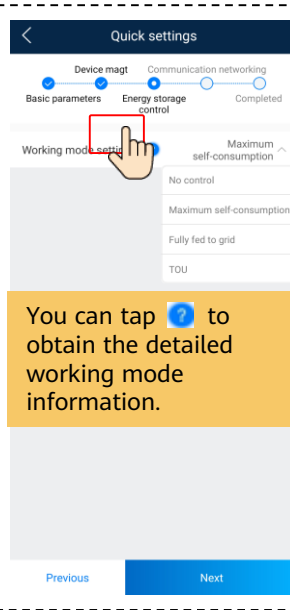 Quick settings
Device magt Communication networking
Basic parameters Energy storage control Completed
Working mode setting Maximum self-consumption
No control
Maximum self-consumption
Fully fed to grid
TOU
You can tap ? to
obtain the detailed
working mode
information.
Previous Next